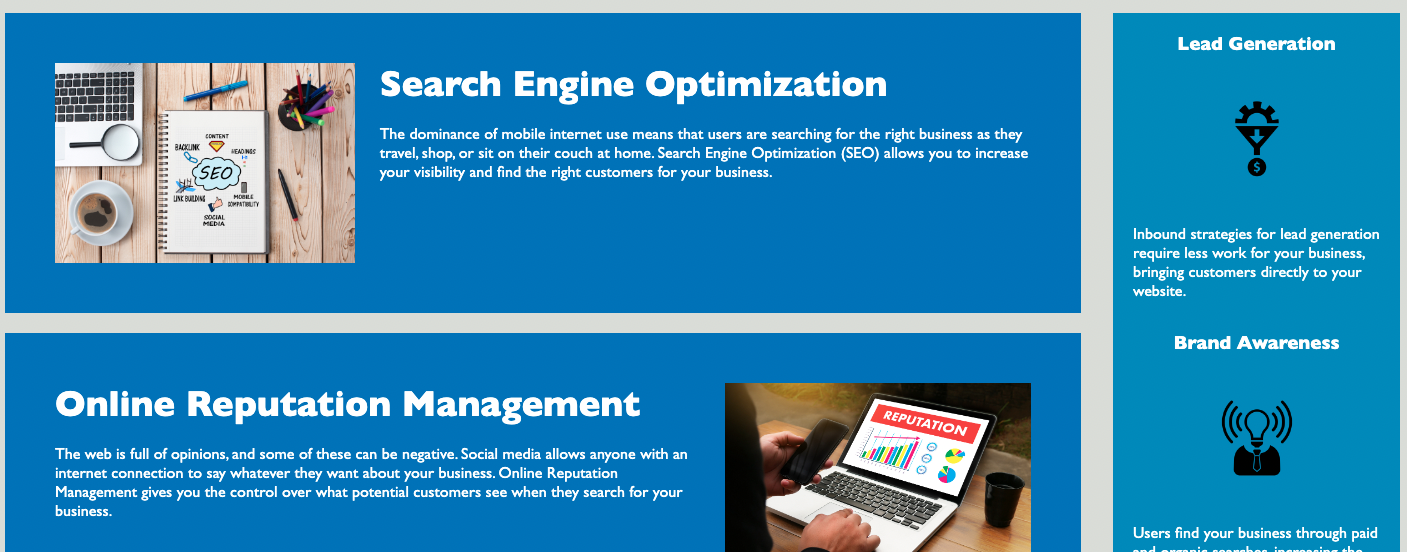 Search Engine Optimization
The dominance of mobile internet use means that users are searching for the right business as they
travel, shop, or sit on their couch at home. Search Engine Optimization (SEO) allows you to increase
your visibility and find the right customers for your business.
CONTENT
BACKLINK
HEADINGS
SEO
LINK BUILDING
MOBILE
COMPATIBILITY
SOCIAL
MEDIA
Online Reputation Management
The web is full of opinions, and some of these can be negative. Social media allows anyone with an
internet connection to say whatever they want about your business. Online Reputation
Management gives you the control over what potential customers see when they search for your
business.
REPUTATION
Lead Generation
$
Inbound strategies for lead generation
require less work for your business,
bringing customers directly to your
website.
Brand Awareness
Users find your business through paid
and organic searches, increasing the